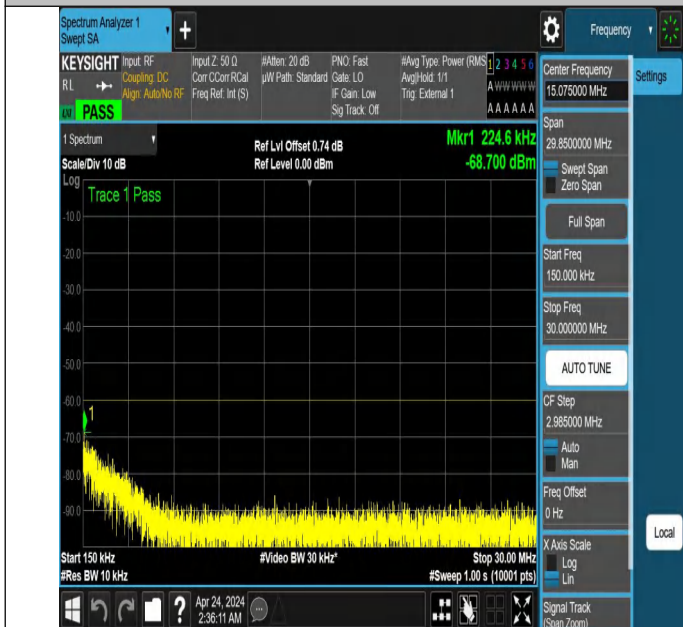 Spectrum Analyzer 1
Swept SA
+
Frequency
KEYSIGHT
RL
PASS
Input: RF
Coupling: DC
Align: Auto/No RF
Input Z: 50 Ω
Corr CCorr RCal
Freq Ref: Int (S)
#Atten: 20 dB
µW Path: Standard
PNO: Fast
Gate: LO
IF Gain: Low
Sig Track: Off
#Avg Type: Power (RMS
Avg|Hold: 1/1
Trig: External 1
1 2 3 4 5 6
A W W W W W
A A A A A A
1 Spectrum
Scale/Div 10 dB
Ref Lvl Offset 0.74 dB
Ref Level 0.00 dBm
Mkr1 224.6 kHz
-68.700 dBm
Log
Trace 1 Pass
-10.0
-20.0
-30.0
-40.0
-50.0
-60.0
1
-70.0
-80.0
-90.0
Start 150 kHz
#Res BW 10 kHz
#Video BW 30 kHz*
Stop 30.00 MHz
#Sweep 1.00 s (10001 pts)
?
Apr 24, 2024
2:36:11 AM
Center Frequency
15.075000 MHz
Settings
Span
29.8500000 MHz
Swept Span
Zero Span
Full Span
Start Freq
150.000 kHz
Stop Freq
30.000000 MHz
AUTO TUNE
CF Step
2.985000 MHz
Auto
Man
Freq Offset
0 Hz
Local
X Axis Scale
Log
Lin
Signal Track
(Span Zoom)